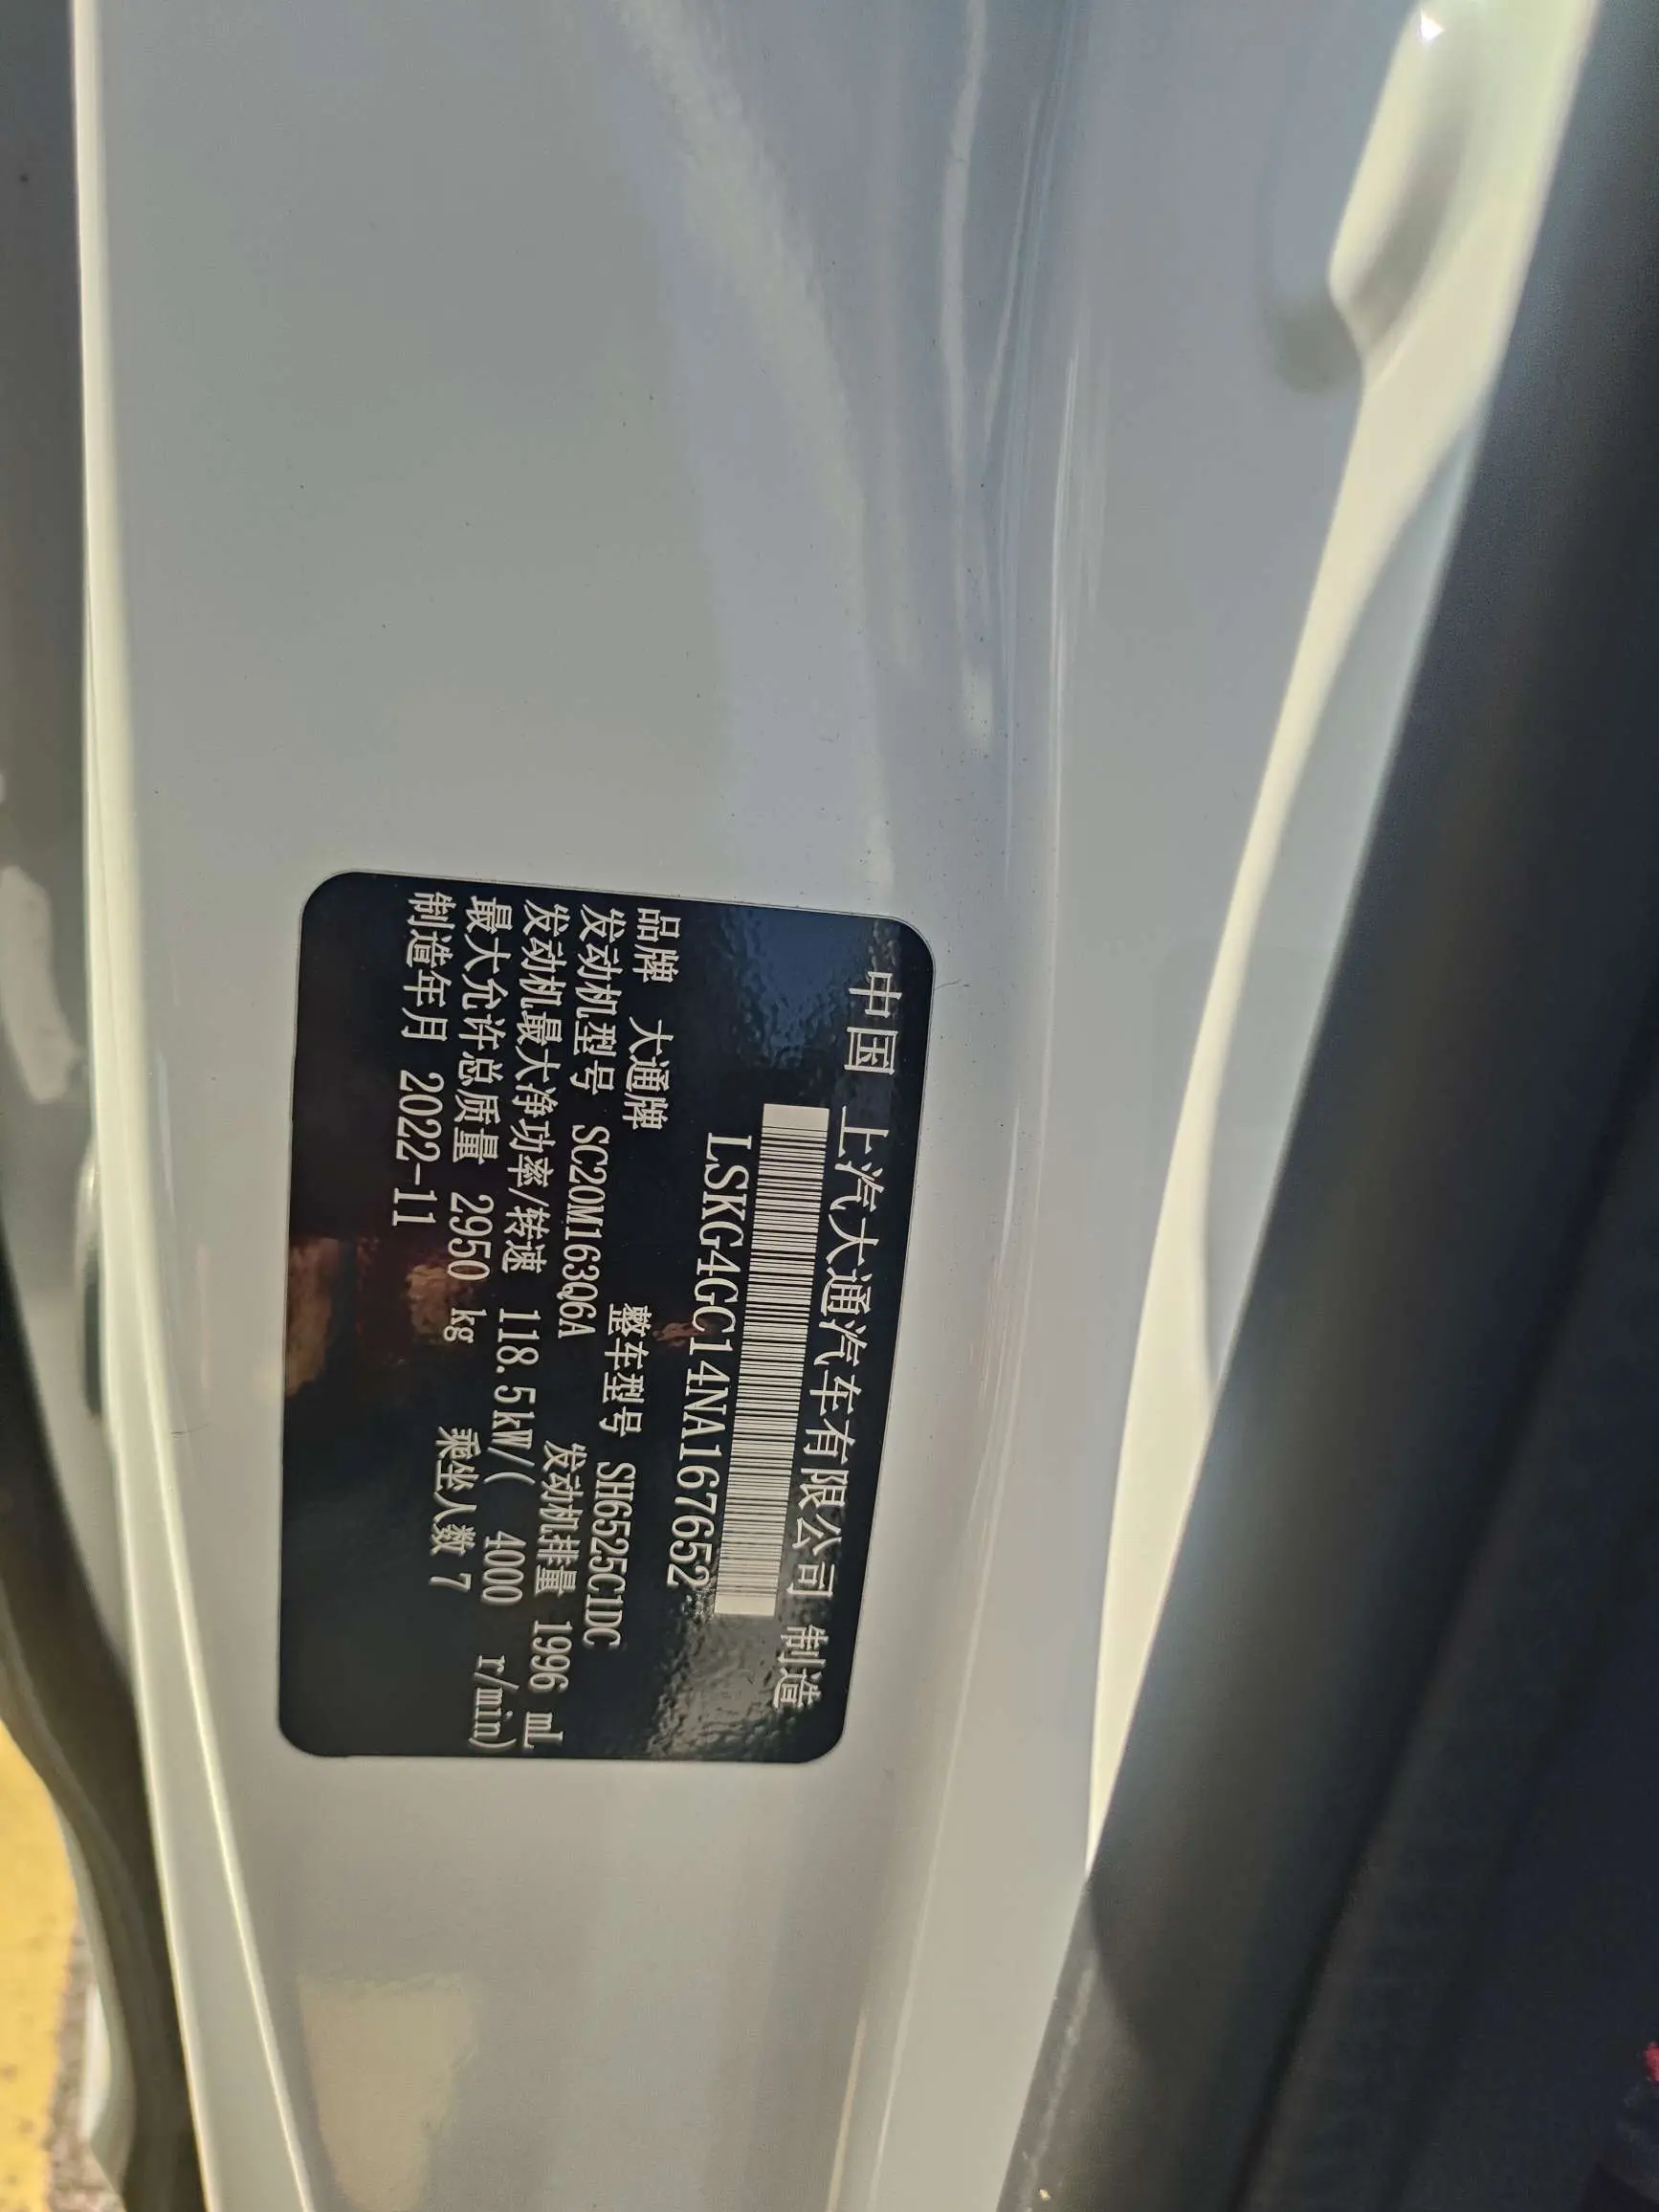 中国 上汽大通汽车有限公司 制造
LSKG4GC14NA167652
品牌 大通牌 整车型号 SH6525C1DC
发动机型号 SC20M163Q6A 发动机排量 1996 mL
发动机最大净功率/转速 118.5kW/( 4000 r/min)
最大允许总质量 2950 kg 乘坐人数 7
制造年月 2022-11